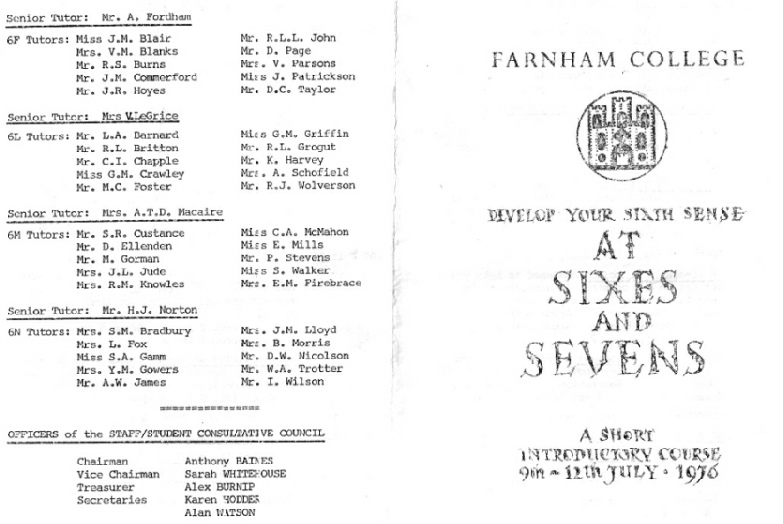 Senior Tutor: Mr. A. Fordham
6F Tutors: Miss J.M. Blair Mr. R.L.L. John
Mrs. V.M. Blanks Mr. D. Page
Mr. R.S. Burns Mrs. V. Parsons
Mr. J.M. Commerford Miss J. Patrickson
Mr. J.R. Hoyes Mr. D.C. Taylor
Senior Tutor: Mrs V.LeGrice
6L Tutors: Mr. L.A. Barnard Miss G.M. Griffin
Mr. R.L. Britton Mr. R.L. Grogut
Mr. C.I. Chapple Mr. K. Harvey
Miss G.M. Crawley Mrs. A. Schofield
Mr. M.C. Foster Mr. R.J. Wolverson
Senior Tutor: Mrs. A.T.D. Macaire
6M Tutors: Mr. S.R. Custance Miss C.A. McMahon
Mr. D. Ellenden Miss E. Mills
Mr. M. Gorman Mr. P. Stevens
Mrs. J.L. Jude Miss S. Walker
Mrs. R.M. Knowles Mrs. E.M. Firebrace
Senior Tutor: Mr. H.J. Norton
6N Tutors: Mrs. S.M. Bradbury Mrs. J.M. Lloyd
Mrs. L. Fox Mrs. B. Morris
Miss S.A. Gamm Mr. D.W. Nicolson
Mrs. Y.M. Gowers Mr. W.A. Trotter
Mr. A.W. James Mr. I. Wilson
OFFICERS of the STAFF/STUDENT CONSULTATIVE COUNCIL
Chairman Anthony BAINES
Vice Chairman Sarah WHITEHOUSE
Treasurer Alex BURNIP
Secretaries Karen HODDER
Alan WATSON
FARNHAM COLLEGE
DEVELOP YOUR SIXTH SENSE
AT
SIXES
AND
SEVENS
A SHORT
INTRODUCTORY COURSE
9th - 12th JULY · 1976